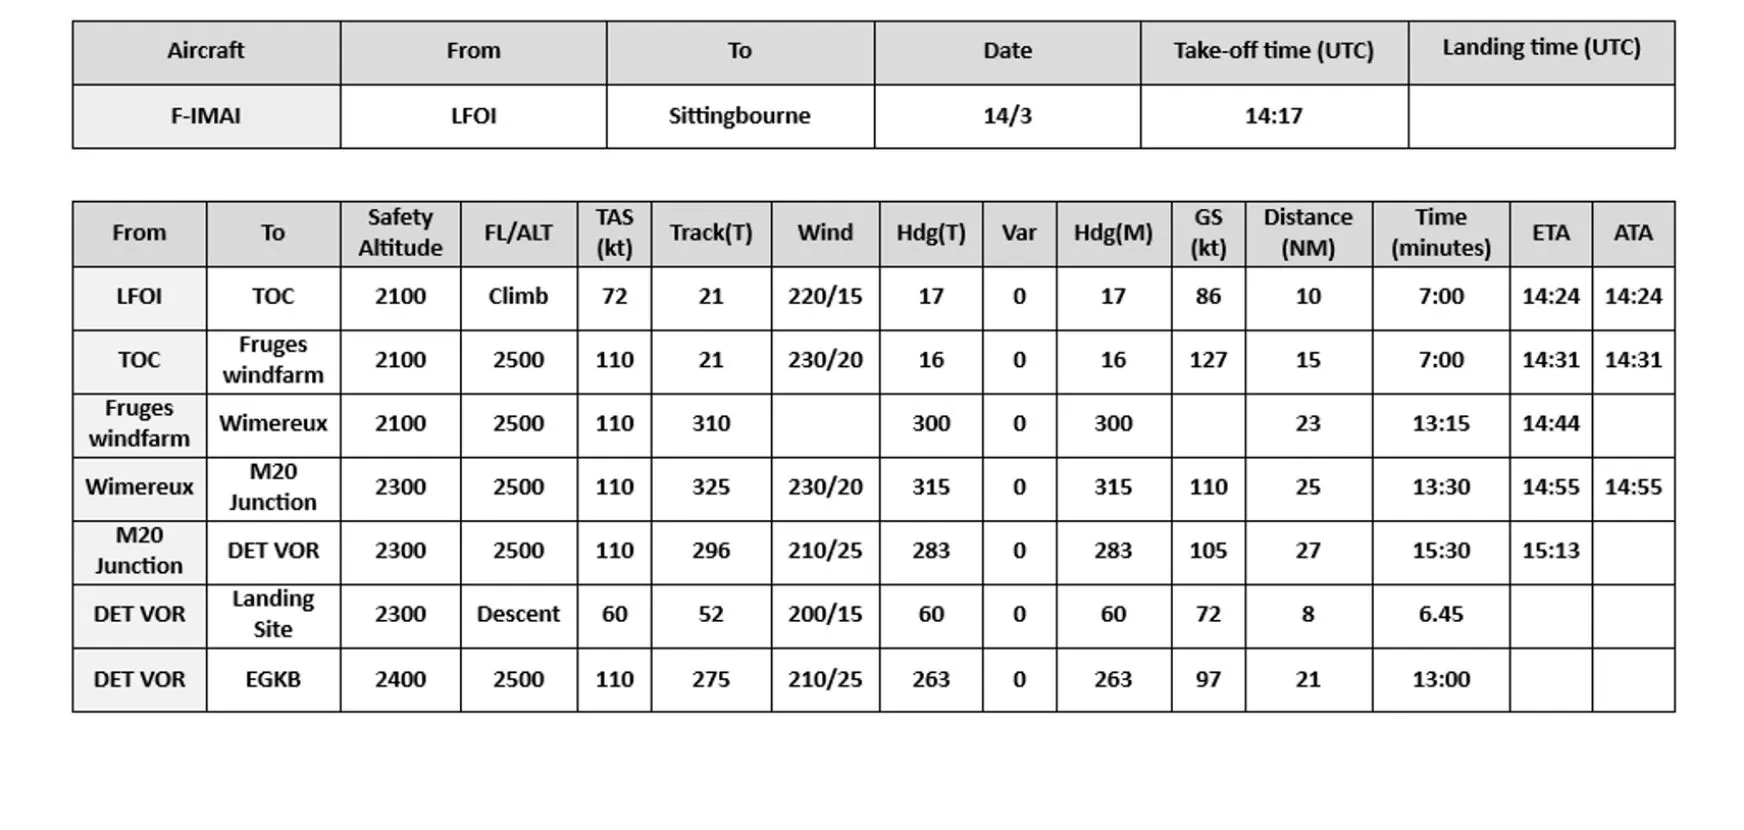 Aircraft From To Date Take-off time (UTC) Landing time (UTC)
F-IMAI LFOI Sittingbourne 14/3 14:17
From To Safety Altitude FL/ALT TAS (kt) Track(T) Wind Hdg(T) Var Hdg(M) GS (kt) Distance (NM) Time (minutes) ETA ATA
LFOI TOC 2100 Climb 72 21 220/15 17 0 17 86 10 7:00 14:24 14:24
TOC Fruges windfarm 2100 2500 110 21 230/20 16 0 16 127 15 7:00 14:31 14:31
Fruges windfarm Wimereux 2100 2500 110 310 300 0 300 23 13:15 14:44
Wimereux M20 Junction 2300 2500 110 325 230/20 315 0 315 110 25 13:30 14:55 14:55
M20 Junction DET VOR 2300 2500 110 296 210/25 283 0 283 105 27 15:30 15:13
DET VOR Landing Site 2300 Descent 60 52 200/15 60 0 60 72 8 6.45
DET VOR EGKB 2400 2500 110 275 210/25 263 0 263 97 21 13:00